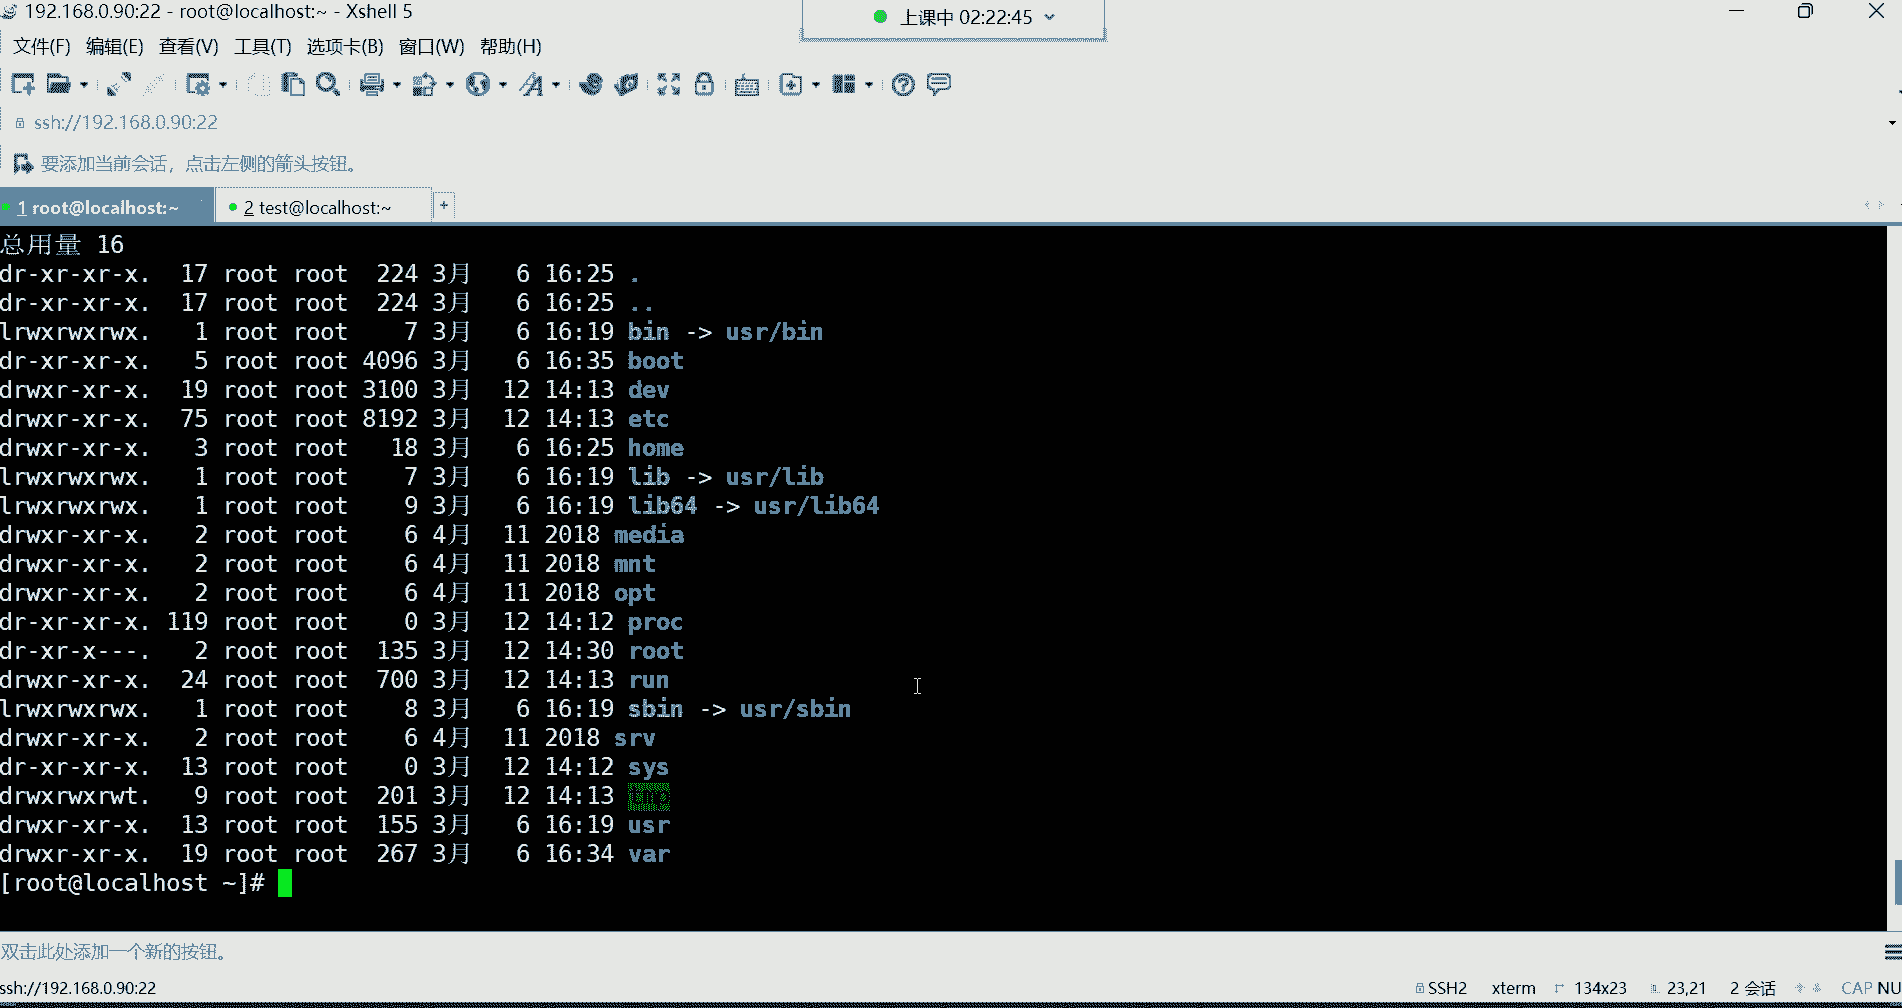 192.168.0.90:22 - root@localhost:~ - Xshell 5
上课中 02:22:45
文件(F) 编辑(E) 查看(V) 工具(T) 选项卡(B) 窗口(W) 帮助(H)
ssh://192.168.0.90:22
要添加当前会话，点击左侧的箭头按钮。
1 root@localhost:~
2 test@localhost:~
总用量 16
dr-xr-xr-x. 17 root root 224 3月 6 16:25 .
dr-xr-xr-x. 17 root root 224 3月 6 16:25 ..
lrwxrwxrwx. 1 root root 7 3月 6 16:19 bin -> usr/bin
dr-xr-xr-x. 5 root root 4096 3月 6 16:35 boot
drwxr-xr-x. 19 root root 3100 3月 12 14:13 dev
drwxr-xr-x. 75 root root 8192 3月 12 14:13 etc
drwxr-xr-x. 3 root root 18 3月 6 16:25 home
lrwxrwxrwx. 1 root root 7 3月 6 16:19 lib -> usr/lib
lrwxrwxrwx. 1 root root 9 3月 6 16:19 lib64 -> usr/lib64
drwxr-xr-x. 2 root root 6 4月 11 2018 media
drwxr-xr-x. 2 root root 6 4月 11 2018 mnt
drwxr-xr-x. 2 root root 6 4月 11 2018 opt
dr-xr-xr-x. 119 root root 0 3月 12 14:12 proc
dr-xr-x---. 2 root root 135 3月 12 14:30 root
drwxr-xr-x. 24 root root 700 3月 12 14:13 run
lrwxrwxrwx. 1 root root 8 3月 6 16:19 sbin -> usr/sbin
drwxr-xr-x. 2 root root 6 4月 11 2018 srv
dr-xr-xr-x. 13 root root 0 3月 12 14:12 sys
drwxrwxrwt. 9 root root 201 3月 12 14:13 tmp
drwxr-xr-x. 13 root root 155 3月 6 16:19 usr
drwxr-xr-x. 19 root root 267 3月 6 16:34 var
[root@localhost ~]#
双击此处添加一个新的按钮。
ssh://192.168.0.90:22
SSH2 xterm 134x23 23,21 2 会话 CAP NU